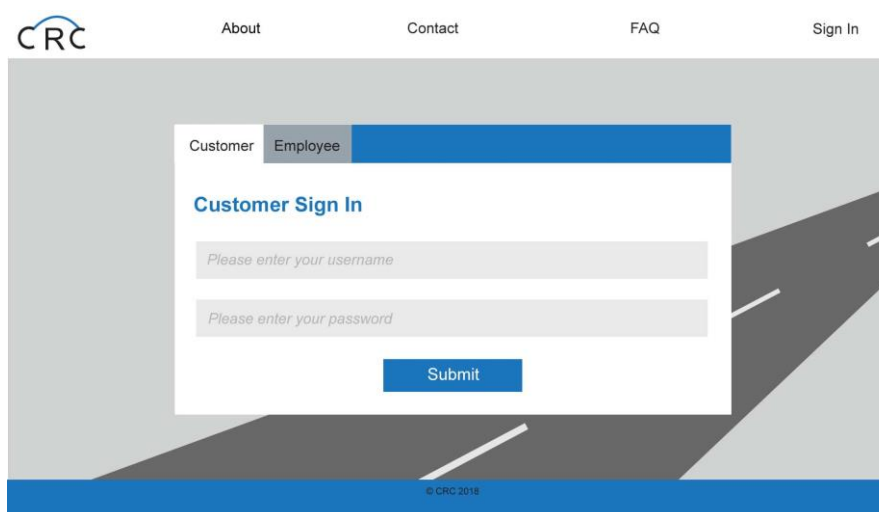 CRC
About
Contact
FAQ
Sign In
Customer
Employee
Customer Sign In
Please enter your username
Please enter your password
Submit
© CRC 2018